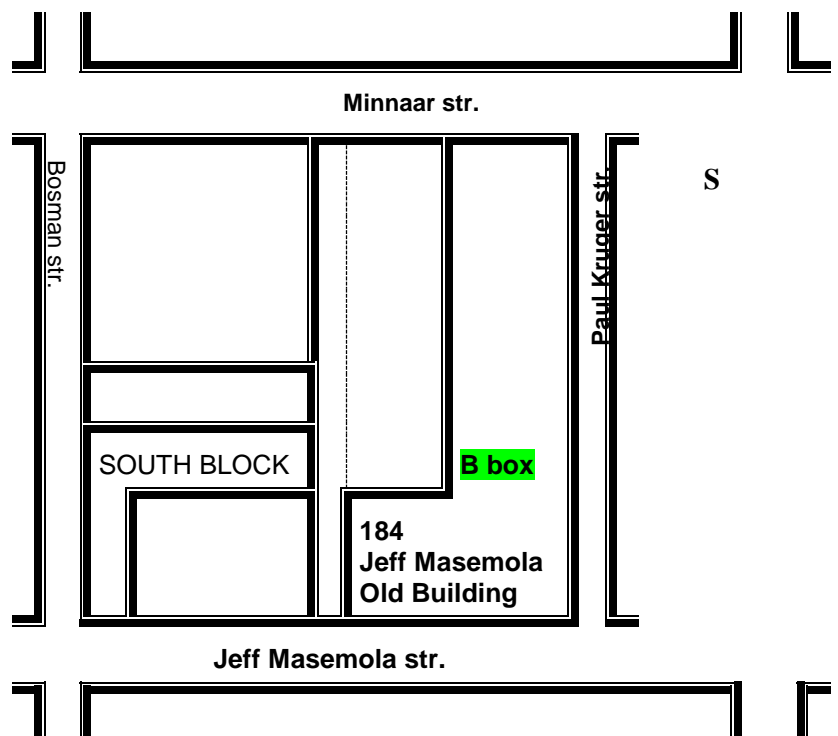 Minnaar str.
Bosman str.
Paul Kruger str.
S
SOUTH BLOCK
B box
184
Jeff Masemola
Old Building
Jeff Masemola str.